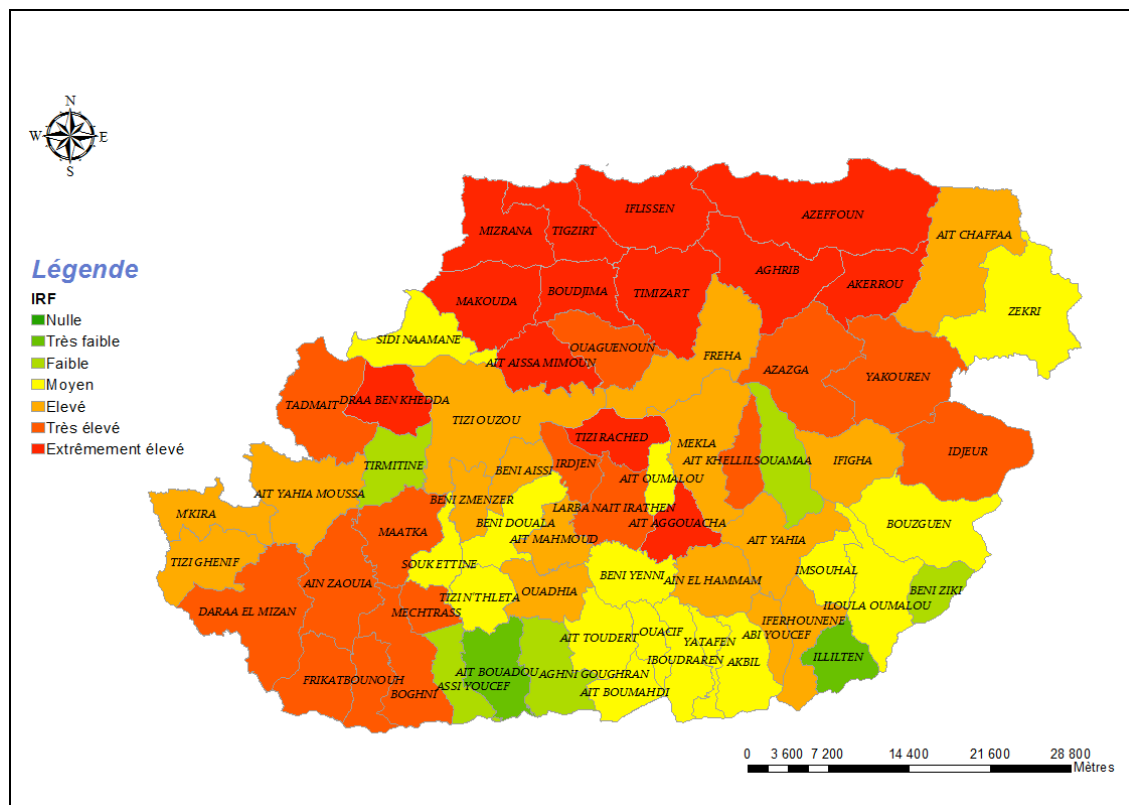 N
W E
S
Légende
IRF
Nulle
Très faible
Faible
Moyen
Elevé
Très élevé
Extrêmement élevé
IFLISSEN
AZEFFOUN
MIZRANA
TIGZIRT
AIT CHAFFAA
AGHRIB
AKERROU
BOUDJIMA
TIMIZART
MAKOUDA
ZEKRI
SIDI NAAMANE
OUAGUENOUN
AIT AISSA MIMOUN
FREHA
AZAZGA
YAKOUREN
TADMAIT
DRAA BEN KHEDDA
TIZI OUZOU
TIZI RACHED
MEKLA
IDJEUR
AIT KHELLILI
SOUAMAA
IFIGHA
TIRMITINE
BENI AISSI
IRDJEN
AIT OUMALOU
AIT YAHIA MOUSSA
BENI ZMENZER
M'KIRA
LARBA NAIT IRATHEN
BENI DOUALA
AIT AGGOUACHA
BOUZGUEN
MAATKA
AIT MAHMOUD
AIT YAHIA
TIZI GHENIF
SOUK ETTINE
IMSOUHAL
BENI YENNI
AIN EL HAMMAM
AIN ZAOUIA
OUADHIA
BENI ZIKI
TIZI N'THLETA
DARAA EL MIZAN
MECHTRASS
ILOULA OUMALOU
IFERHOUNENE
ABI YOUCEF
AIT TOUDERT
OUACIF
YATAFEN
ILLILTEN
IBOUDRAREN
AKBIL
AIT BOUADOU
AGHNI GOUGHRAN
FRIKAT
BOUNOUH
ASSI YOUCEF
BOGHNI
AIT BOUMAHDI
0 3 600 7 200 14 400 21 600 28 800
Mètres